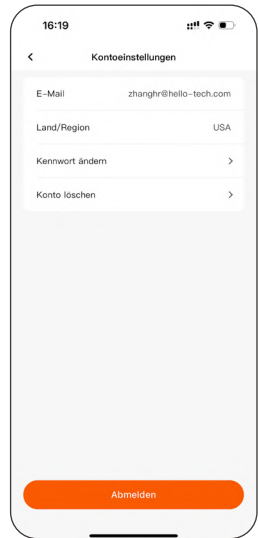 16:19
Kontoeinstellungen
E-Mail zhanghr@hello-tech.com
Land/Region USA
Kennwort ändern
Konto löschen
Abmelden